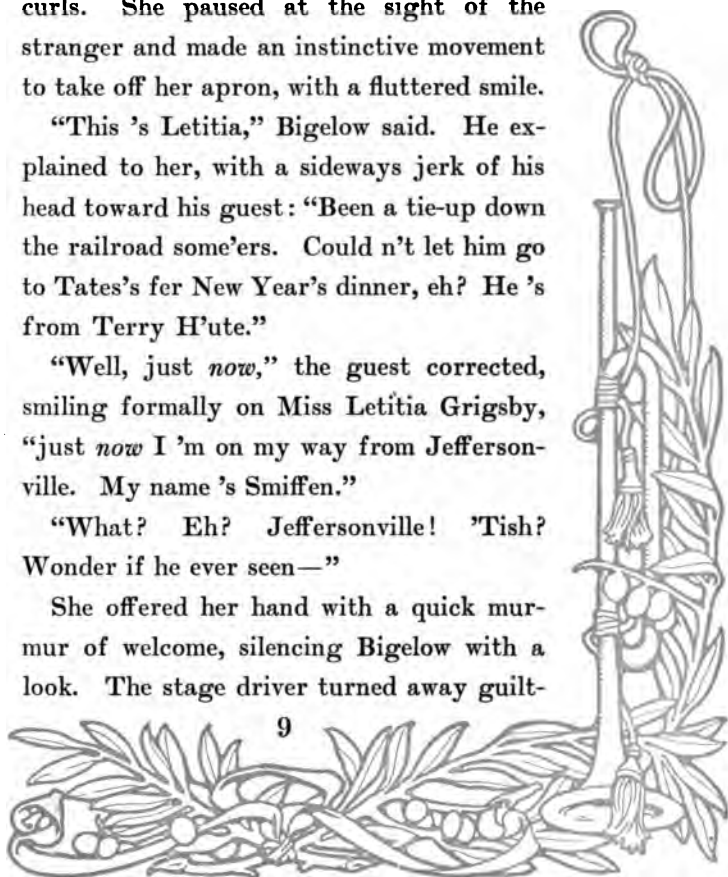 curls. She paused at the sight of the
stranger and made an instinctive movement
to take off her apron, with a fluttered smile.
“This ’s Letitia,” Bigelow said. He ex-
plained to her, with a sideways jerk of his
head toward his guest: “Been a tie-up down
the railroad some’ers. Could n’t let him go
to Tates’s fer New Year’s dinner, eh? He ’s
from Terry H’ute.”
“Well, just now,” the guest corrected,
smiling formally on Miss Letitia Grigsby,
“just now I ’m on my way from Jefferson-
ville. My name ’s Smiffen.”
“What? Eh? Jeffersonville! ’Tish?
Wonder if he ever seen—”
She offered her hand with a quick mur-
mur of welcome, silencing Bigelow with a
look. The stage driver turned away guilt-
9